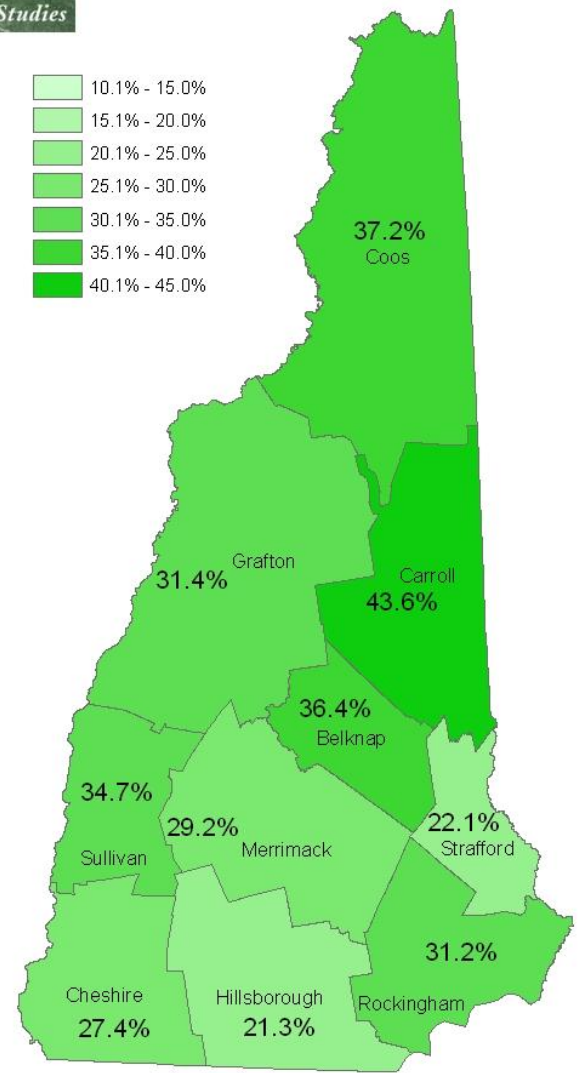 Studies
10.1% - 15.0%
15.1% - 20.0%
20.1% - 25.0%
25.1% - 30.0%
30.1% - 35.0%
35.1% - 40.0%
40.1% - 45.0%
37.2%
Coos
Grafton
31.4%
Carroll
43.6%
36.4%
Belknap
34.7%
Sullivan
29.2%
Merrimack
22.1%
Strafford
31.2%
Rockingham
Cheshire
27.4%
Hillsborough
21.3%